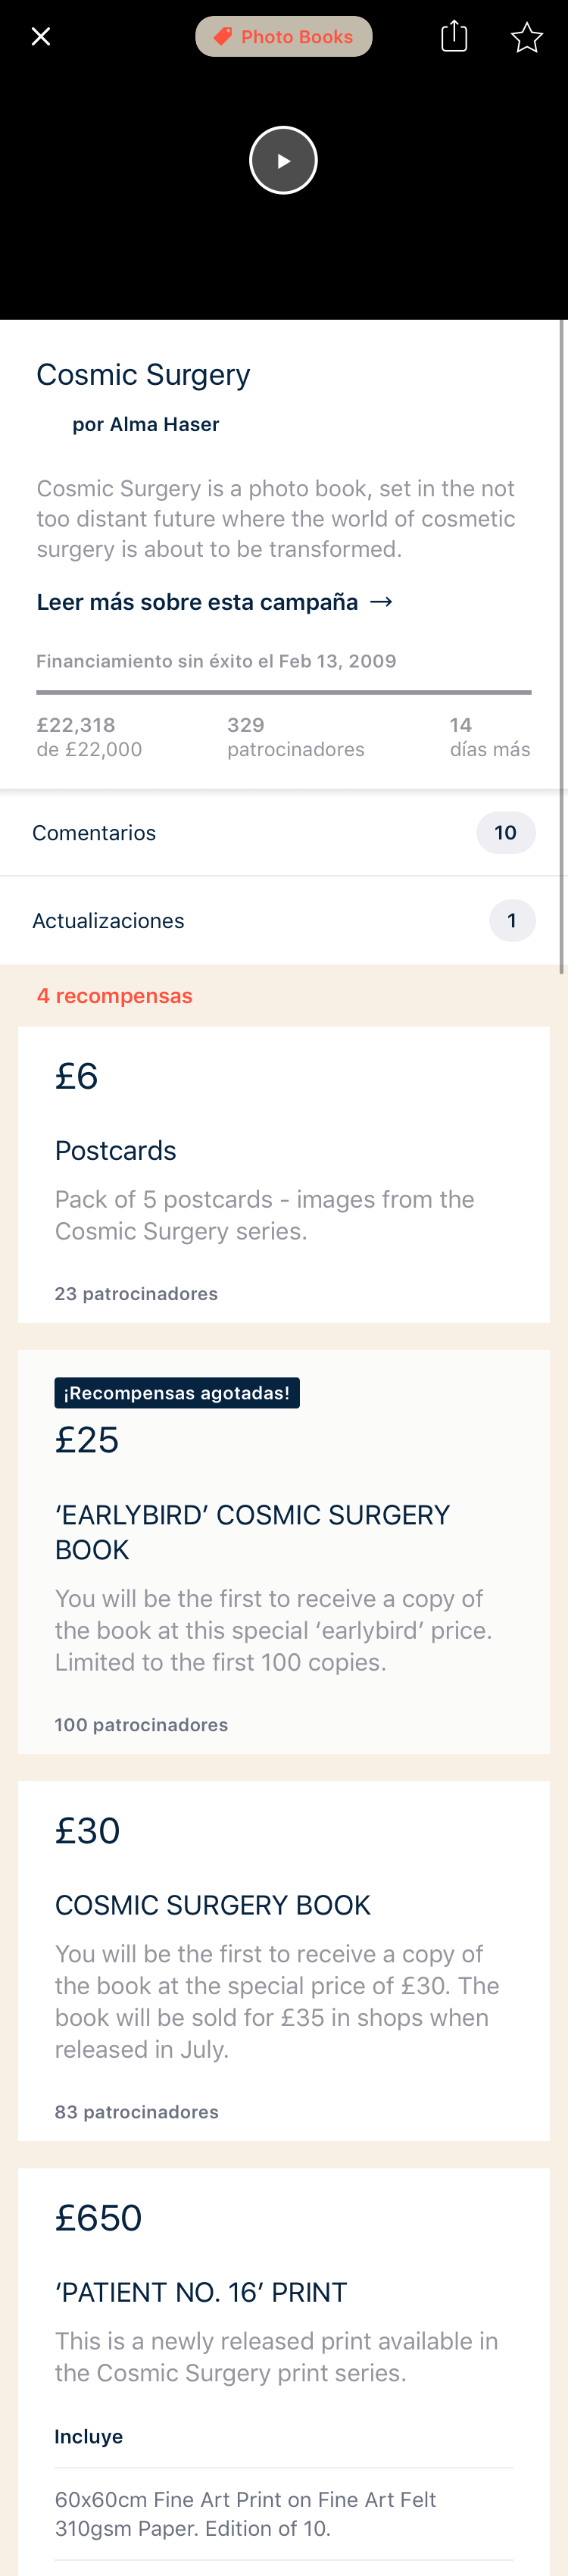 Photo Books
Cosmic Surgery
por Alma Haser
Cosmic Surgery is a photo book, set in the not
too distant future where the world of cosmetic
surgery is about to be transformed.
Leer más sobre esta campaña →
Financiamiento sin éxito el Feb 13, 2009
£22,318
de £22,000
329
patrocinadores
14
días más
Comentarios
10
Actualizaciones
1
4 recompensas
£6
Postcards
Pack of 5 postcards - images from the
Cosmic Surgery series.
23 patrocinadores
¡Recompensas agotadas!
£25
‘EARLYBIRD’ COSMIC SURGERY
BOOK
You will be the first to receive a copy of
the book at this special ‘earlybird’ price.
Limited to the first 100 copies.
100 patrocinadores
£30
COSMIC SURGERY BOOK
You will be the first to receive a copy of
the book at the special price of £30. The
book will be sold for £35 in shops when
released in July.
83 patrocinadores
£650
‘PATIENT NO. 16’ PRINT
This is a newly released print available in
the Cosmic Surgery print series.
Incluye
60x60cm Fine Art Print on Fine Art Felt
310gsm Paper. Edition of 10.